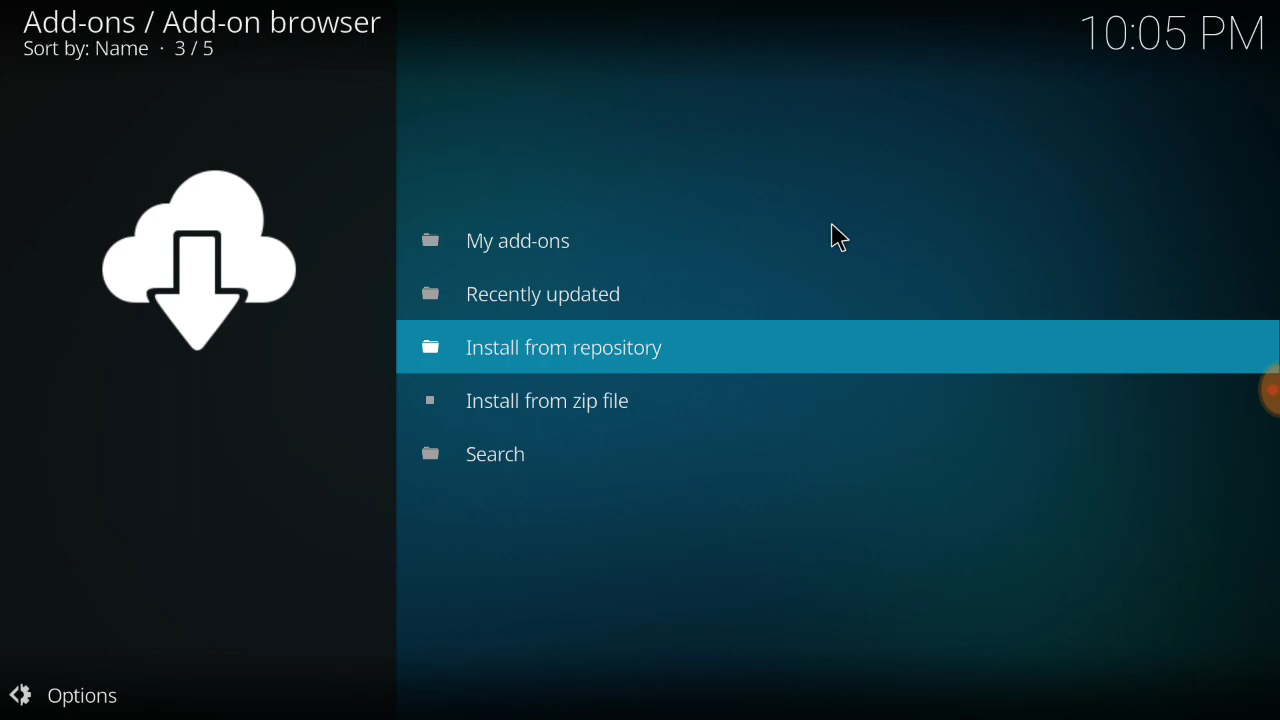 Add-ons / Add-on browser
Sort by: Name · 3 / 5
10:05 PM
My add-ons
Recently updated
Install from repository
Install from zip file
Search
Options